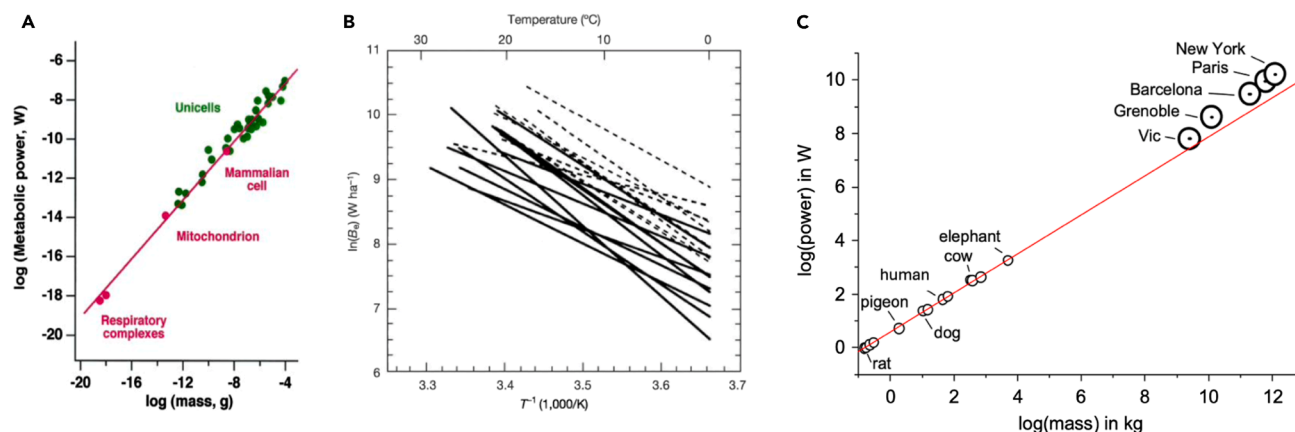 A
log (Metabolic power, W)
-6
-8
-10
-12
-14
-16
-18
-20
Unicells
Mammalian
cell
Mitochondrion
Respiratory
complexes
-20 -16 -12 -8 -4
log (mass, g)
B
Temperature (ºC)
30 20 10 0
ln(Bₑ) (W ha⁻¹)
11
10
9
8
7
6
3.3 3.4 3.5 3.6 3.7
T⁻¹ (1,000/K)
C
log(power) in W
10
8
6
4
2
0
New York
Paris
Barcelona
Grenoble
Vic
elephant
cow
human
pigeon
dog
rat
0 2 4 6 8 10 12
log(mass) in kg